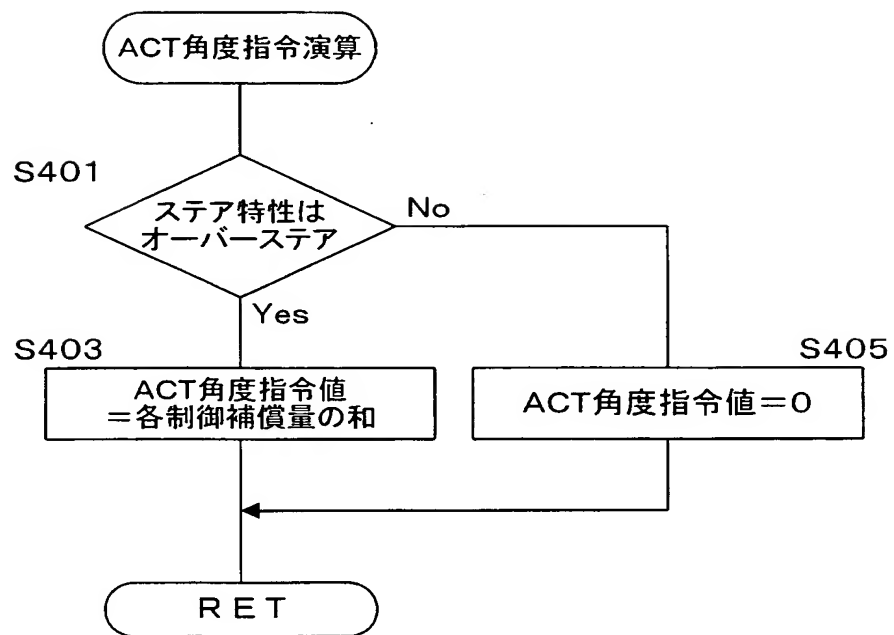 ACT角度指令演算
S401
ステア特性は
オーバーステア
No
Yes
S403
ACT角度指令値
＝各制御補償量の和
S405
ACT角度指令値＝0
RET